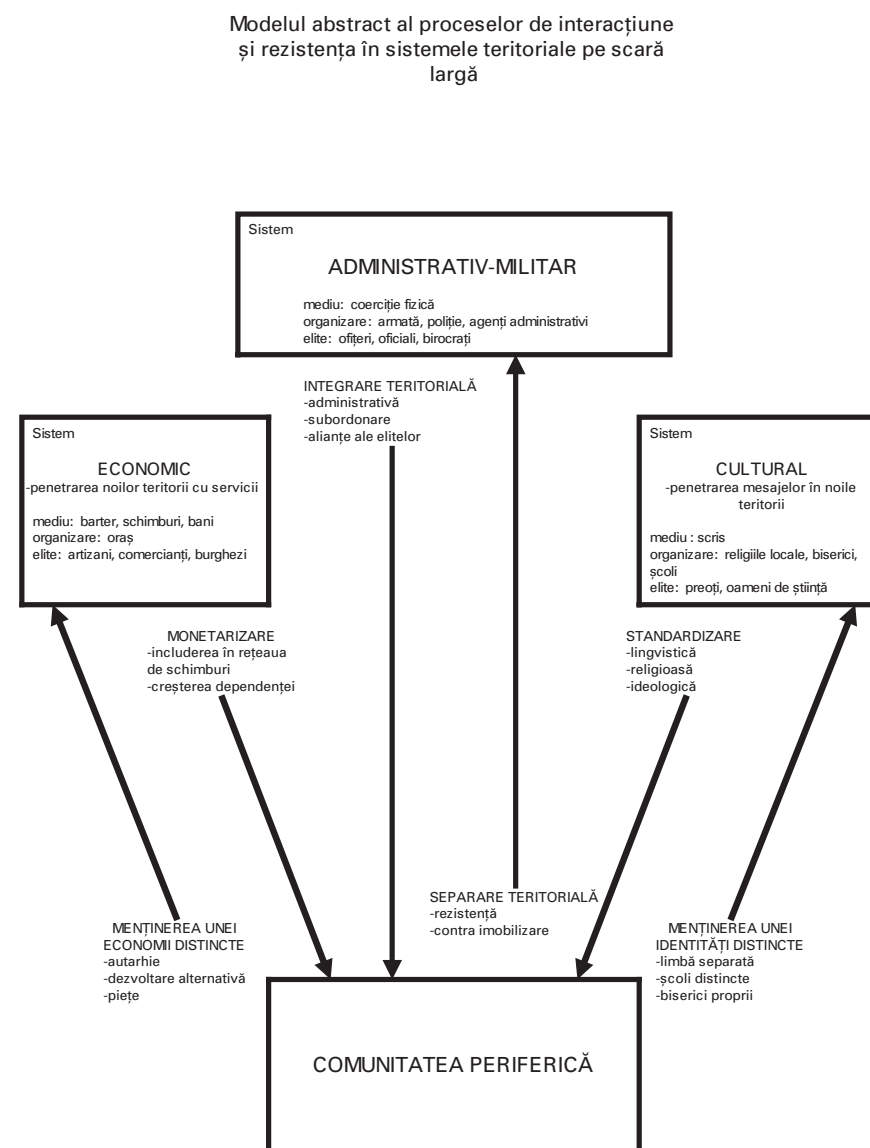 Modelul abstract al proceselor de interacțiune
și rezistența în sistemele teritoriale pe scară
largă
Sistem
ADMINISTRATIV-MILITAR
mediu: coerciție fizică
organizare: armată, poliție, agenți administrativi
elite: ofițeri, oficiali, birocrați
INTEGRARE TERITORIALĂ
-administrativă
-subordonare
-alianțe ale elitelor
Sistem
ECONOMIC
-penetrarea noilor teritorii cu servicii
mediu: barter, schimburi, bani
organizare: oraș
elite: artizani, comercianți, burghezi
Sistem
CULTURAL
-penetrarea mesajelor în noile
teritorii
mediu : scris
organizare: religiile locale, biserici,
școli
elite: preoți, oameni de știință
MONETARIZARE
-includerea în rețeaua
de schimburi
-creșterea dependenței
STANDARDIZARE
-lingvistică
-religioasă
-ideologică
SEPARARE TERITORIALĂ
-rezistență
-contra imobilizare
MENȚINEREA UNEI
ECONOMII DISTINCTE
-autarhie
-dezvoltare alternativă
-piețe
MENȚINEREA UNEI
IDENTITĂȚI DISTINCTE
-limbă separată
-școli distincte
-biserici proprii
COMUNITATEA PERIFERICĂ